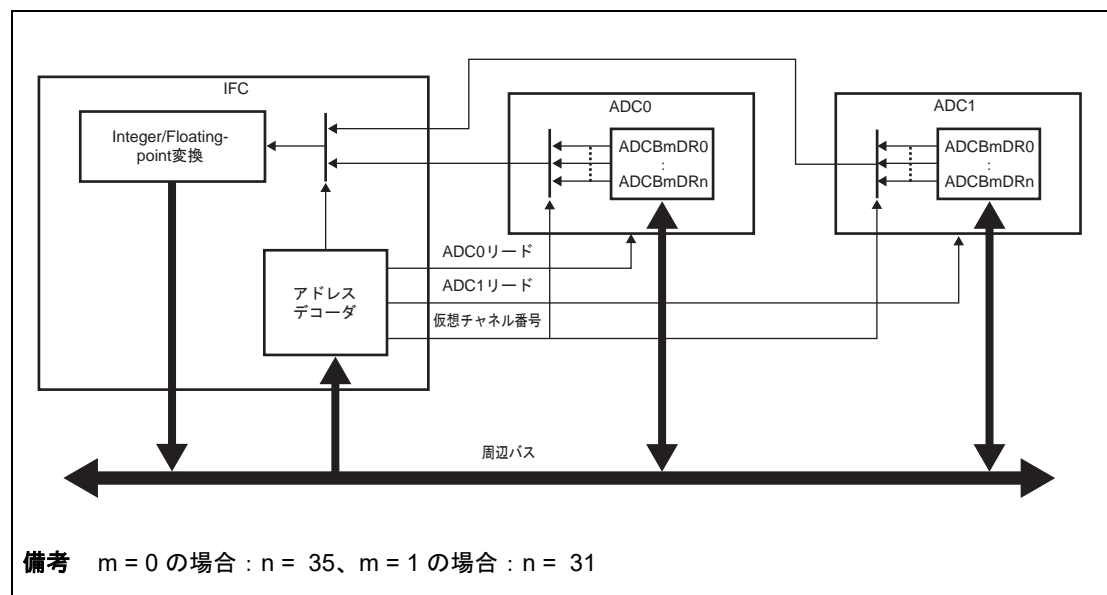 IFC
Integer/Floating-
point変換
アドレス
デコーダ
ADC0
ADCBmDR0
:
ADCBmDRn
ADC1
ADCBmDR0
:
ADCBmDRn
ADC0リード
ADC1リード
仮想チャネル番号
周辺バス
備考 m = 0 の場合：n = 35、m = 1 の場合：n = 31